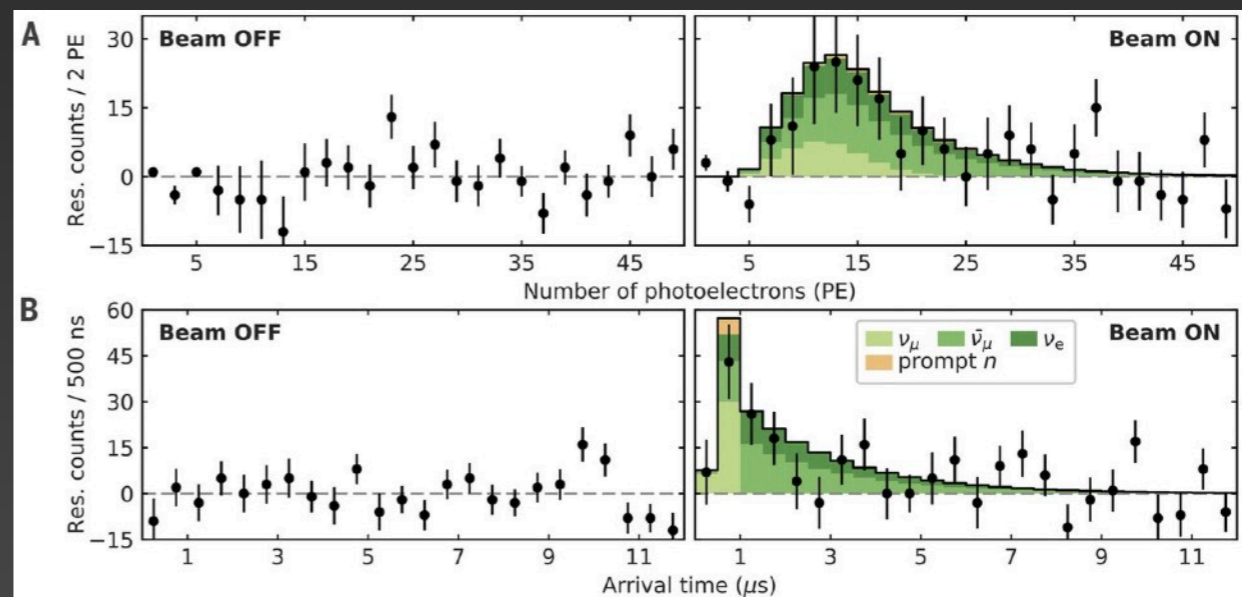 A
Res. counts / 2 PE
30
15
0
−15
Beam OFF
Beam ON
5 15 25 35 45
5 15 25 35 45
Number of photoelectrons (PE)
B
Res. counts / 500 ns
60
45
30
15
0
−15
Beam OFF
Beam ON
νμ ν̄μ νe
prompt n
1 3 5 7 9 11
1 3 5 7 9 11
Arrival time (μs)